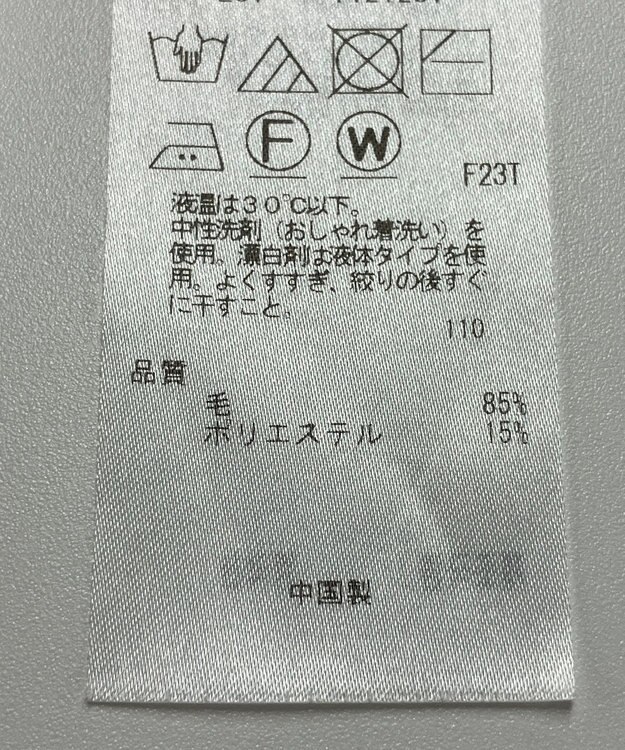 F
W
F23T
液温は30℃以下。
中性洗剤（おしゃれ着洗い）を
使用。漂白剤は液体タイプを使
用。よくすすぎ、絞りの後すぐ
に干すこと。
110
品質
毛 85%
ポリエステル 15%
中国製